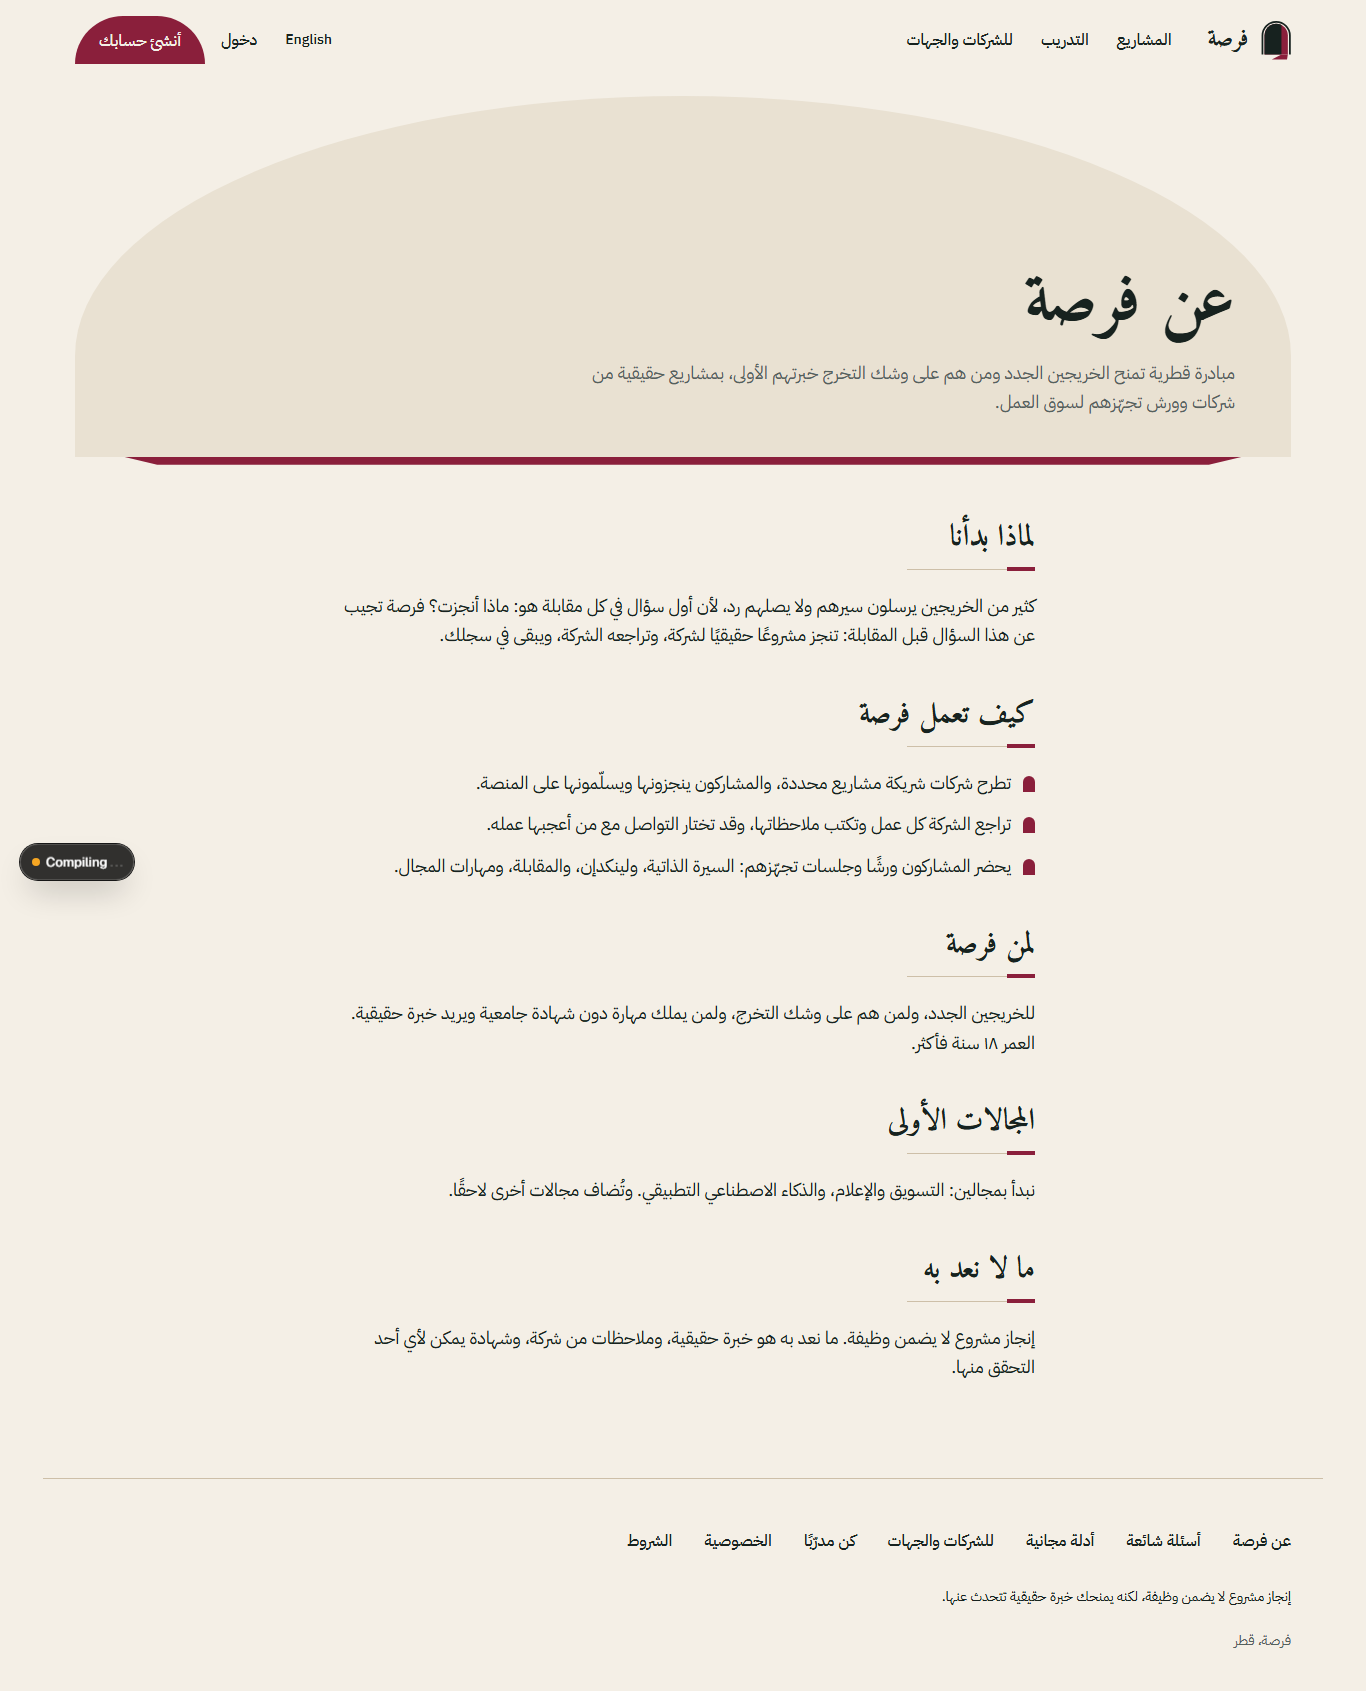 فرصة
المشاريع
التدريب
للشركات والجهات
English
دخول
أنشئ حسابك
عن فرصة
مبادرة قطرية تمنح الخريجين الجدد ومن هم على وشك التخرج خبرتهم الأولى، بمشاريع حقيقية من
شركات وورش تجهّزهم لسوق العمل.
لماذا بدأنا
كثير من الخريجين يرسلون سيرهم ولا يصلهم رد، لأن أول سؤال في كل مقابلة هو: ماذا أنجزت؟ فرصة تجيب
عن هذا السؤال قبل المقابلة: تنجز مشروعًا حقيقيًا لشركة، وتراجعه الشركة، ويبقى في سجلك.
كيف تعمل فرصة
تطرح شركات شريكة مشاريع محددة، والمشاركون ينجزونها ويسلّمونها على المنصة.
تراجع الشركة كل عمل وتكتب ملاحظاتها، وقد تختار التواصل مع من أعجبها عمله.
يحضر المشاركون ورشًا وجلسات تجهّزهم: السيرة الذاتية، ولينكدإن، والمقابلة، ومهارات المجال.
Compiling...
لمن فرصة
للخريجين الجدد، ولمن هم على وشك التخرج، ولمن يملك مهارة دون شهادة جامعية ويريد خبرة حقيقية.
العمر ١٨ سنة فأكثر.
المجالات الأولى
نبدأ بمجالين: التسويق والإعلام، والذكاء الاصطناعي التطبيقي. وتُضاف مجالات أخرى لاحقًا.
ما لا نعد به
إنجاز مشروع لا يضمن وظيفة. ما نعد به هو خبرة حقيقية، وملاحظات من شركة، وشهادة يمكن لأي أحد
التحقق منها.
عن فرصة
أسئلة شائعة
أدلة مجانية
للشركات والجهات
كن مدرّبًا
الخصوصية
الشروط
إنجاز مشروع لا يضمن وظيفة، لكنه يمنحك خبرة حقيقية تتحدث عنها.
فرصة، قطر